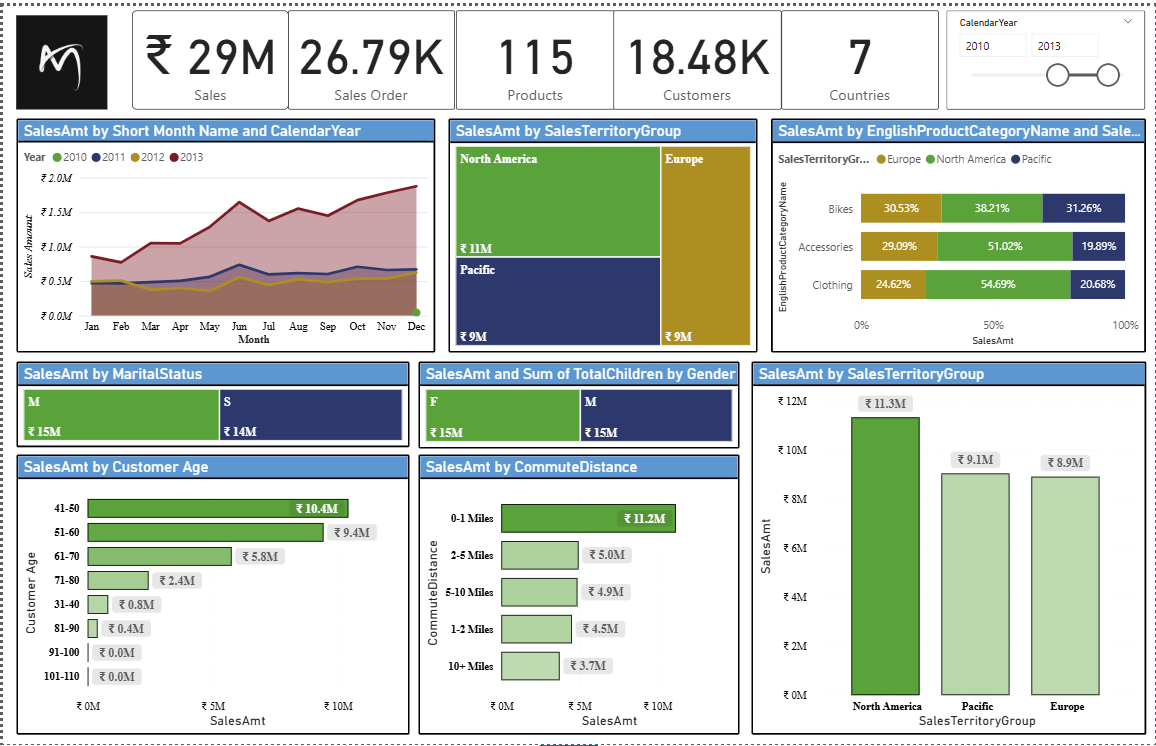 ₹ 29M
Sales
26.79K
Sales Order
115
Products
18.48K
Customers
7
Countries
CalendarYear
2010
2013
SalesAmt by Short Month Name and CalendarYear
Year 2010 2011 2012 2013
₹ 2.0M
₹ 1.5M
₹ 1.0M
₹ 0.5M
₹ 0.0M
Sales Amount
Jan Feb Mar Apr May Jun Jul Aug Sep Oct Nov Dec
Month
SalesAmt by SalesTerritoryGroup
North America
₹ 11M
Pacific
₹ 9M
Europe
₹ 9M
SalesAmt by EnglishProductCategoryName and Sale...
SalesTerritoryGr... Europe North America Pacific
EnglishProductCategoryName
Bikes 30.53% 38.21% 31.26%
Accessories 29.09% 51.02% 19.89%
Clothing 24.62% 54.69% 20.68%
0% 50% 100%
SalesAmt
SalesAmt by MaritalStatus
M
₹ 15M
S
₹ 14M
SalesAmt and Sum of TotalChildren by Gender
F
₹ 15M
M
₹ 15M
SalesAmt by Customer Age
Customer Age
41-50 ₹ 10.4M
51-60 ₹ 9.4M
61-70 ₹ 5.8M
71-80 ₹ 2.4M
31-40 ₹ 0.8M
81-90 ₹ 0.4M
91-100 ₹ 0.0M
101-110 ₹ 0.0M
₹ 0M ₹ 5M ₹ 10M
SalesAmt
SalesAmt by CommuteDistance
CommuteDistance
0-1 Miles ₹ 11.2M
2-5 Miles ₹ 5.0M
5-10 Miles ₹ 4.9M
1-2 Miles ₹ 4.5M
10+ Miles ₹ 3.7M
₹ 0M ₹ 5M ₹ 10M
SalesAmt
SalesAmt by SalesTerritoryGroup
₹ 12M
₹ 10M
₹ 8M
₹ 6M
₹ 4M
₹ 2M
₹ 0M
SalesAmt
₹ 11.3M
₹ 9.1M
₹ 8.9M
North America Pacific Europe
SalesTerritoryGroup